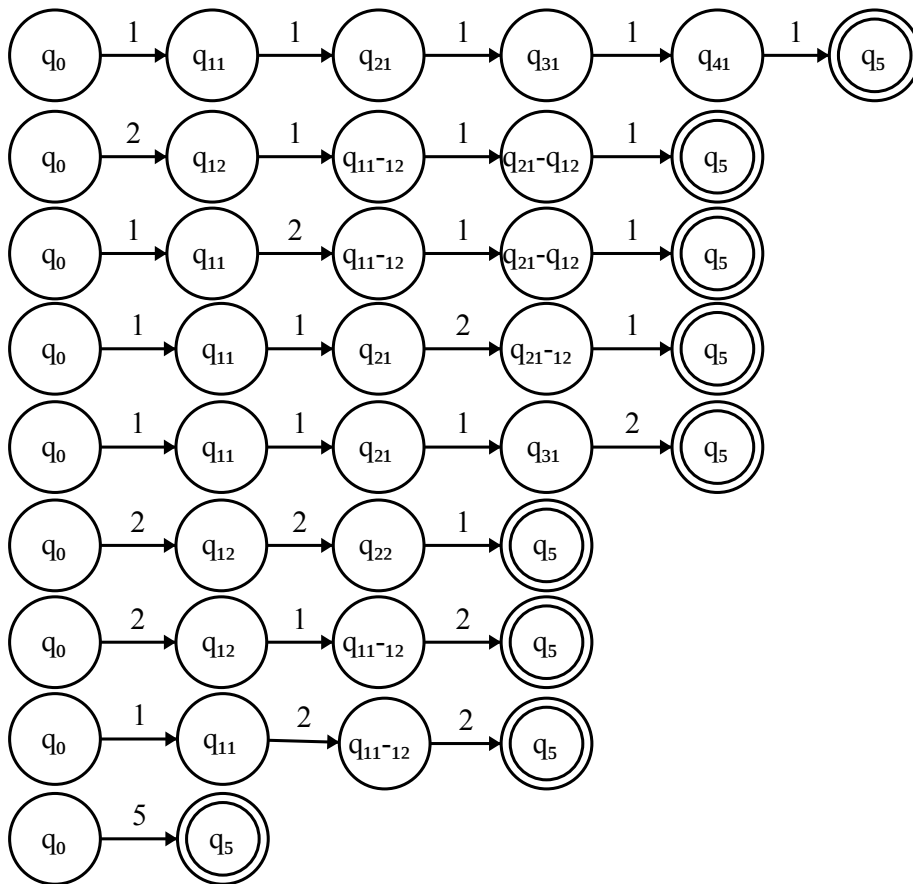 1 1 1 1 1
q₀ q₁₁ q₂₁ q₃₁ q₄₁ q₅
2 1 1 1
q₀ q₁₂ q₁₁-₁₂ q₂₁-q₁₂ q₅
1 2 1 1
q₀ q₁₁ q₁₁-₁₂ q₂₁-q₁₂ q₅
1 1 2 1
q₀ q₁₁ q₂₁ q₂₁-₁₂ q₅
1 1 1 2
q₀ q₁₁ q₂₁ q₃₁ q₅
2 2 1
q₀ q₁₂ q₂₂ q₅
2 1 2
q₀ q₁₂ q₁₁-₁₂ q₅
1 2 2
q₀ q₁₁ q₁₁-₁₂ q₅
5
q₀ q₅